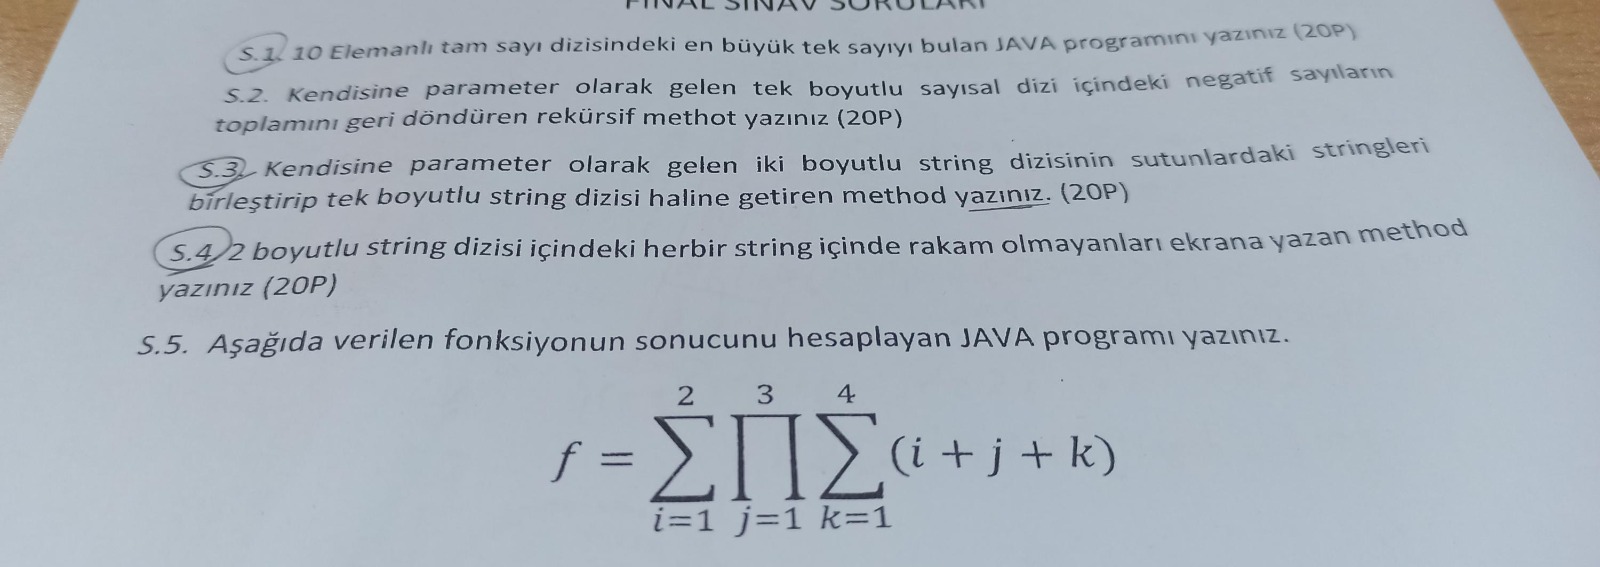 FINAL SINAV SORULARI
S.1. 10 Elemanlı tam sayı dizisindeki en büyük tek sayıyı bulan JAVA programını yazınız (20P)
S.2. Kendisine parameter olarak gelen tek boyutlu sayısal dizi içindeki negatif sayıların
toplamını geri döndüren rekürsif methot yazınız (20P)
S.3. Kendisine parameter olarak gelen iki boyutlu string dizisinin sutunlardaki stringleri
birleştirip tek boyutlu string dizisi haline getiren method yazınız. (20P)
S.4. 2 boyutlu string dizisi içindeki herbir string içinde rakam olmayanları ekrana yazan method
yazınız (20P)
S.5. Aşağıda verilen fonksiyonun sonucunu hesaplayan JAVA programı yazınız.
2 3 4
f = ∑ ∏ ∑ (i + j + k)
i=1 j=1 k=1